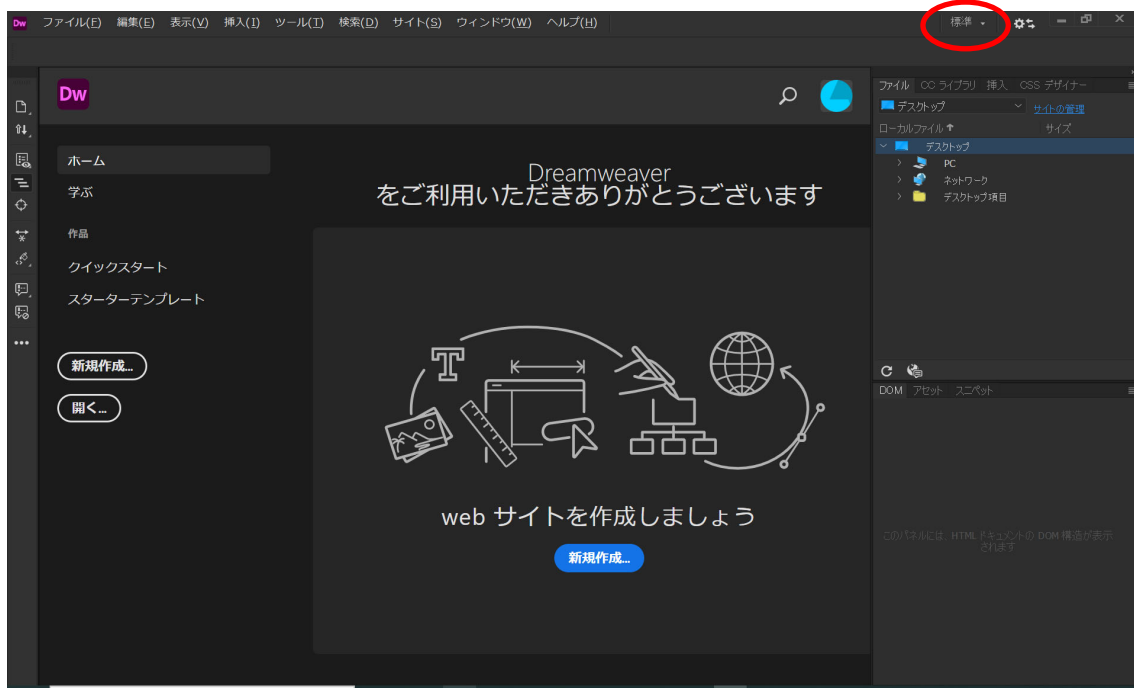 Dw ファイル(F) 編集(E) 表示(V) 挿入(I) ツール(T) 検索(D) サイト(S) ウィンドウ(W) ヘルプ(H) 標準
Dw
ホーム
学ぶ
作品
クイックスタート
スターターテンプレート
新規作成...
開く...
Dreamweaver
をご利用いただきありがとうございます
T
web サイトを作成しましょう
新規作成...
ファイル CC ライブラリ 挿入 CSS デザイナー
デスクトップ サイトの管理
ローカルファイル サイズ
デスクトップ
PC
ネットワーク
デスクトップ項目
DOM アセット スニペット
このパネルには、HTML ドキュメントの DOM 構造が表示
されます